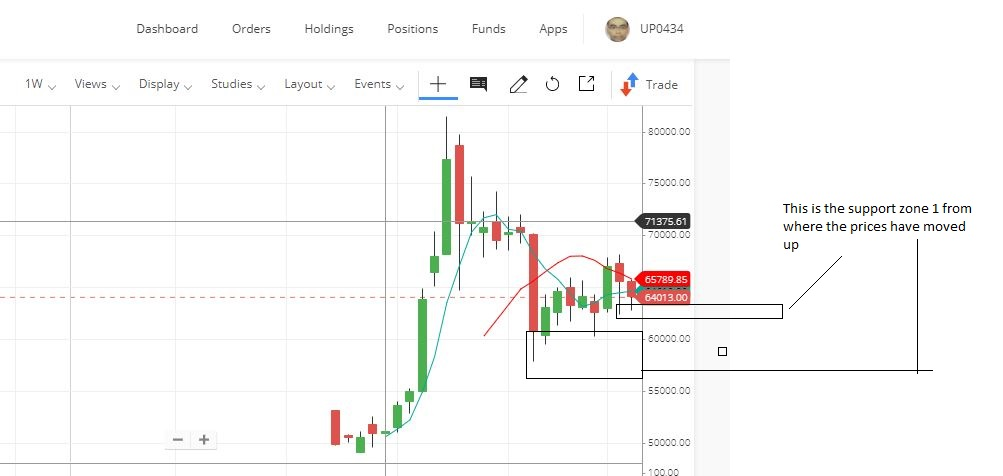 Dashboard Orders Holdings Positions Funds Apps UP0434
1W Views Display Studies Layout Events Trade
80000.00
75000.00
This is the support zone 1 from
where the prices have moved
up
71375.61
70000.00
65789.85
64013.00
60000.00
55000.00
50000.00
100.00